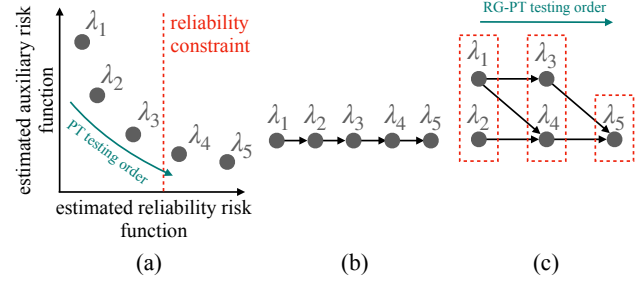 estimated auxiliary risk
function
λ1
λ2
λ3
λ4
λ5
reliability
constraint
PT testing order
estimated reliability risk
function
(a)
λ1 λ2 λ3 λ4 λ5
(b)
RG-PT testing order
λ1 λ3
λ2 λ4 λ5
(c)